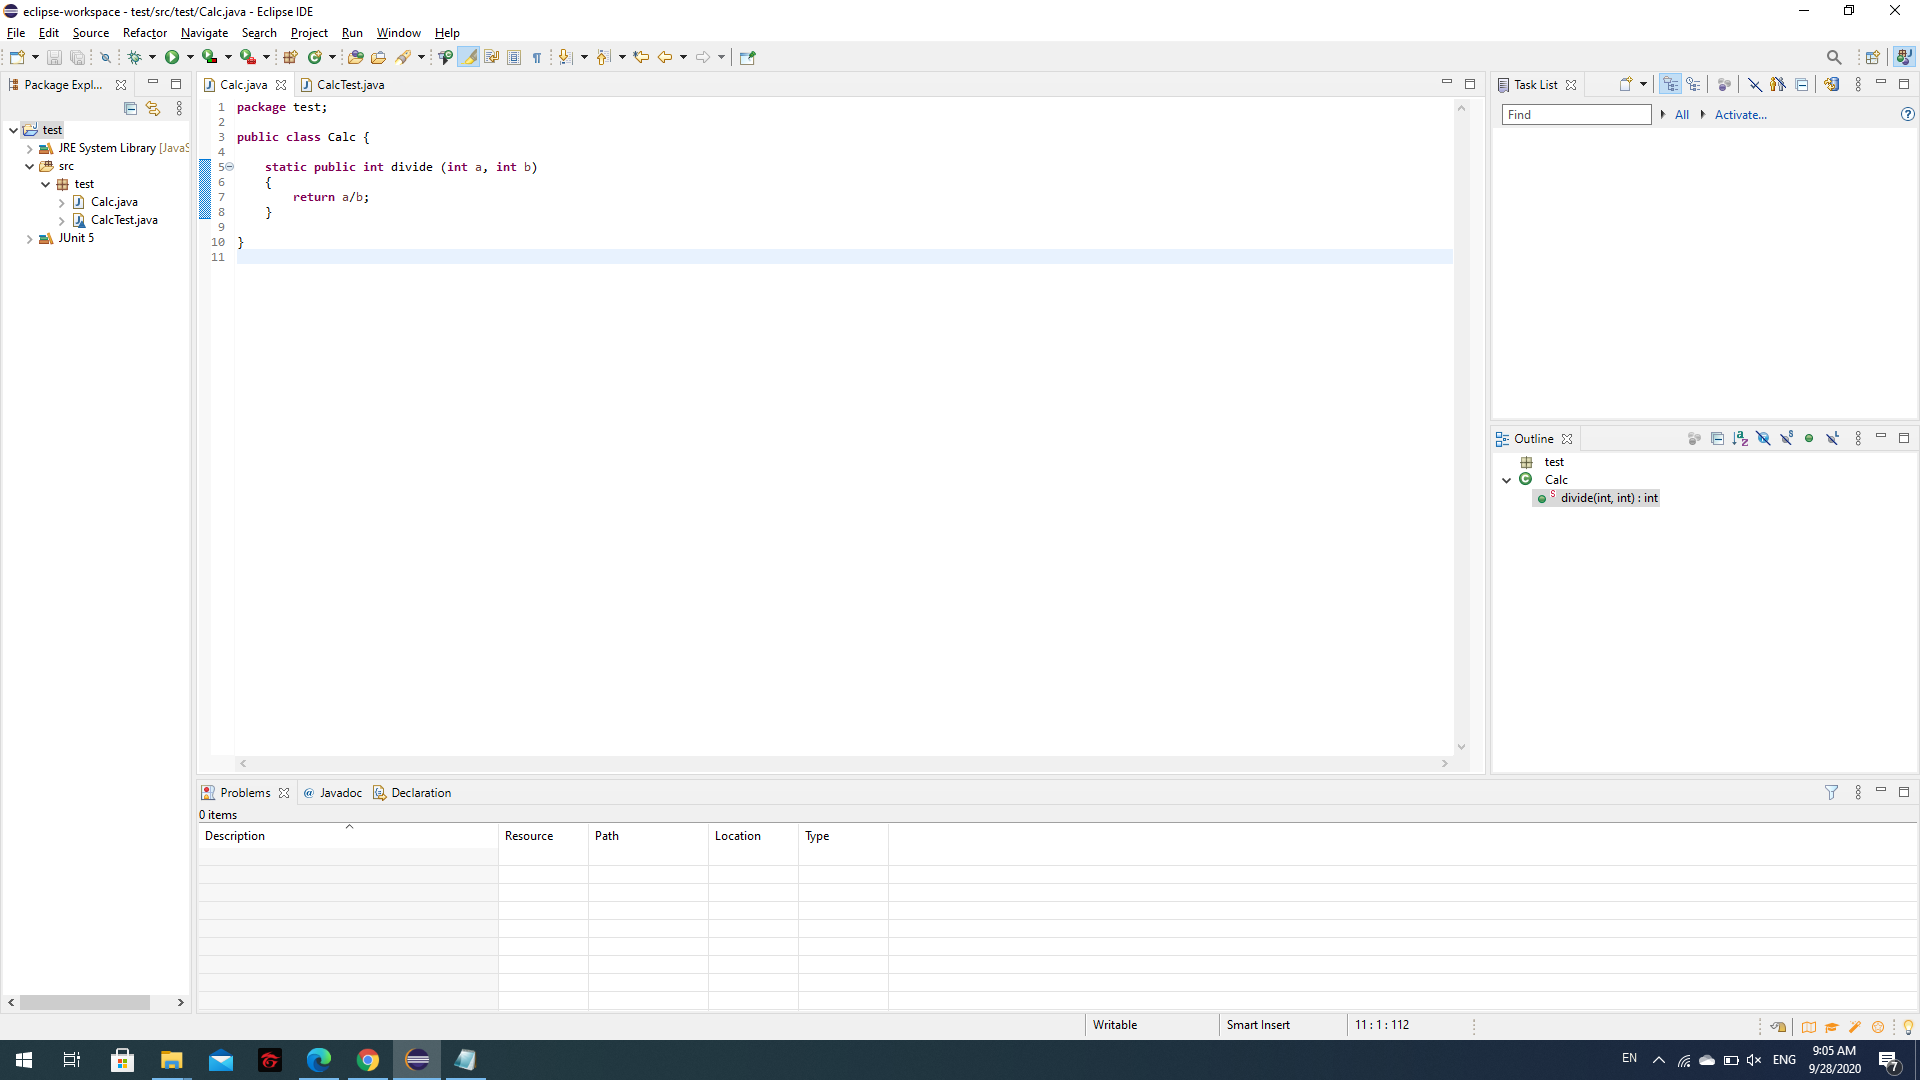 eclipse-workspace - test/src/test/Calc.java - Eclipse IDE
File Edit Source Refactor Navigate Search Project Run Window Help
Package Expl...
test
JRE System Library [JavaS
src
test
Calc.java
CalcTest.java
JUnit 5
Calc.java CalcTest.java
1 package test;
2
3 public class Calc {
4
5 static public int divide (int a, int b)
6 {
7 return a/b;
8 }
9
10 }
11
Task List
Find All Activate...
Outline
test
Calc
divide(int, int) : int
Problems @ Javadoc Declaration
0 items
Description Resource Path Location Type
Writable Smart Insert 11 : 1 : 112
EN ENG 9:05 AM
9/28/2020
7